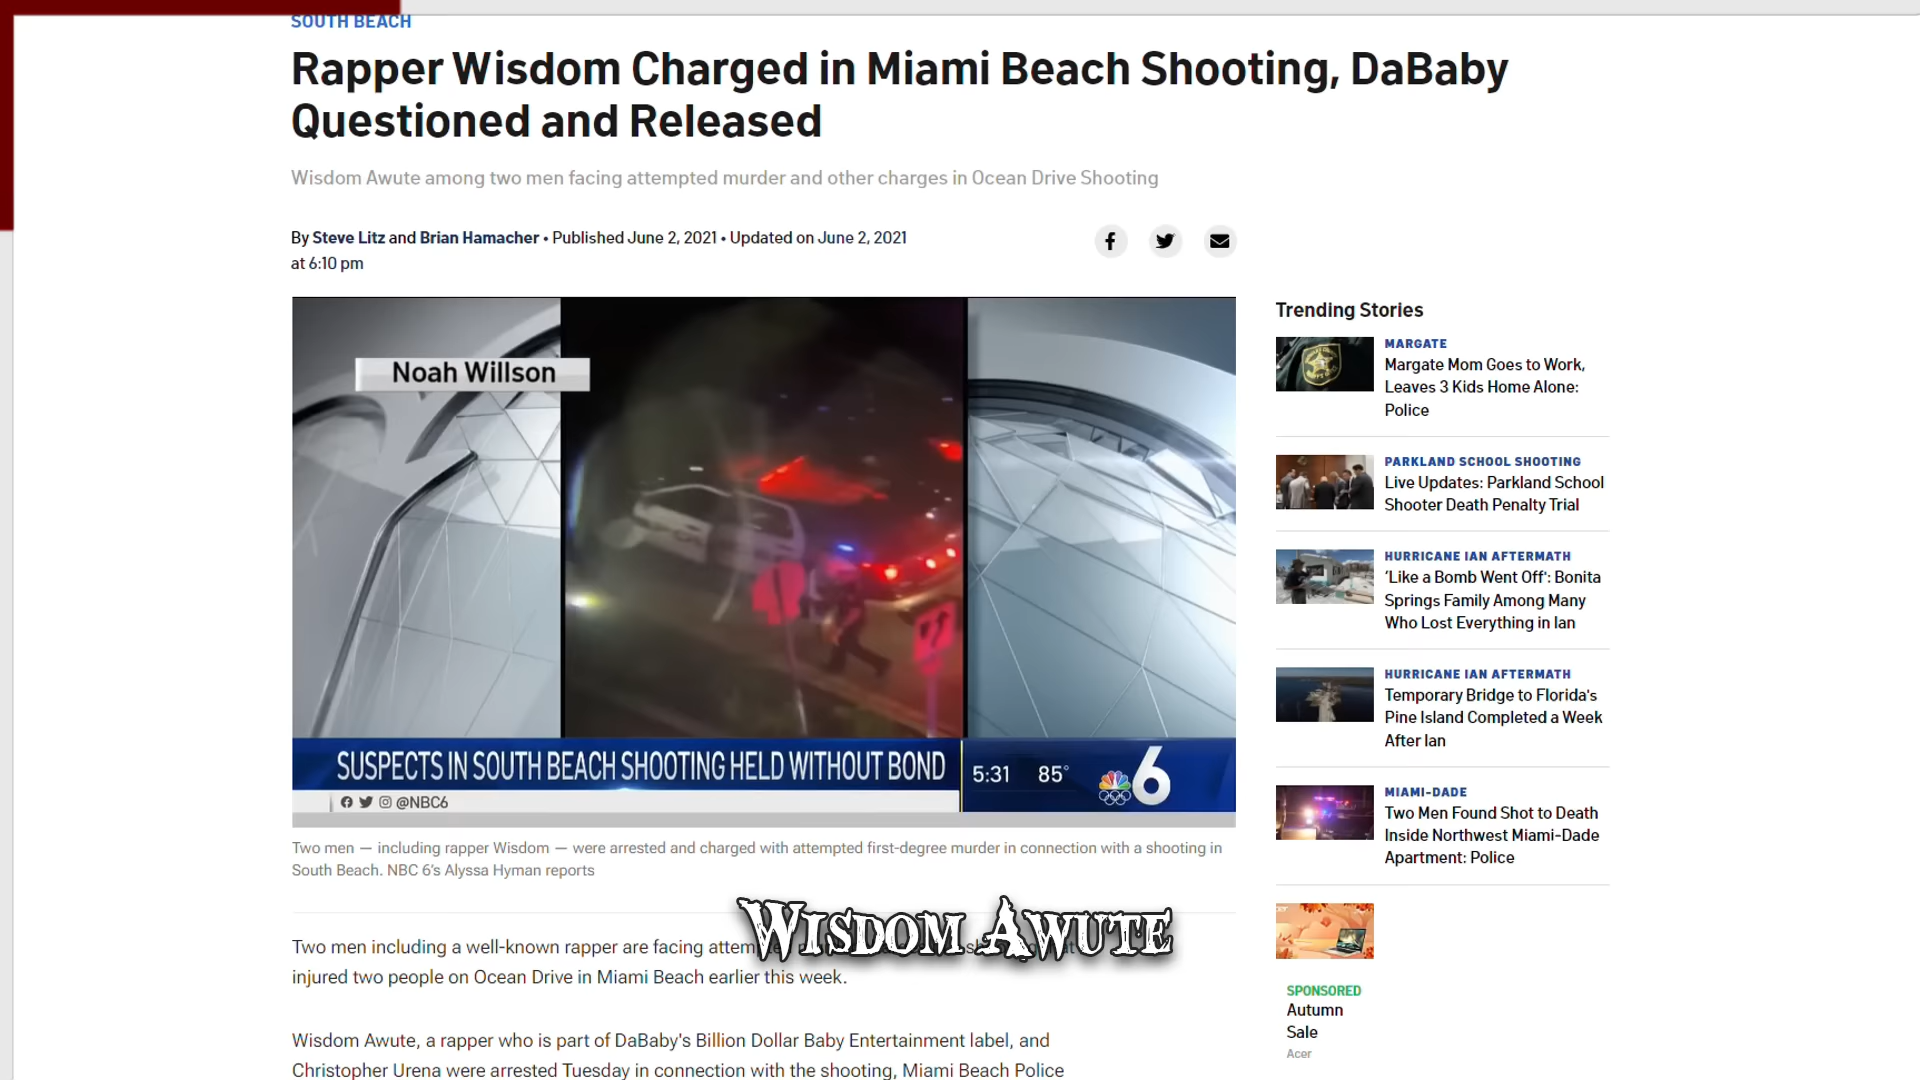 SOUTH BEACH
Rapper Wisdom Charged in Miami Beach Shooting, DaBaby
Questioned and Released
Wisdom Awute among two men facing attempted murder and other charges in Ocean Drive Shooting
By Steve Litz and Brian Hamacher • Published June 2, 2021 • Updated on June 2, 2021
at 6:10 pm
Noah Willson
SUSPECTS IN SOUTH BEACH SHOOTING HELD WITHOUT BOND
5:31 85° 6
@NBC6
Two men — including rapper Wisdom — were arrested and charged with attempted first-degree murder in connection with a shooting in
South Beach. NBC 6's Alyssa Hyman reports
Wisdom Awute
Two men including a well-known rapper are facing
injured two people on Ocean Drive in Miami Beach earlier this week.
Wisdom Awute, a rapper who is part of DaBaby's Billion Dollar Baby Entertainment label, and
Christopher Urena were arrested Tuesday in connection with the shooting, Miami Beach Police
Trending Stories
MARGATE
Margate Mom Goes to Work,
Leaves 3 Kids Home Alone:
Police
PARKLAND SCHOOL SHOOTING
Live Updates: Parkland School
Shooter Death Penalty Trial
HURRICANE IAN AFTERMATH
'Like a Bomb Went Off': Bonita
Springs Family Among Many
Who Lost Everything in Ian
HURRICANE IAN AFTERMATH
Temporary Bridge to Florida's
Pine Island Completed a Week
After Ian
MIAMI-DADE
Two Men Found Shot to Death
Inside Northwest Miami-Dade
Apartment: Police
SPONSORED
Autumn
Sale
Acer